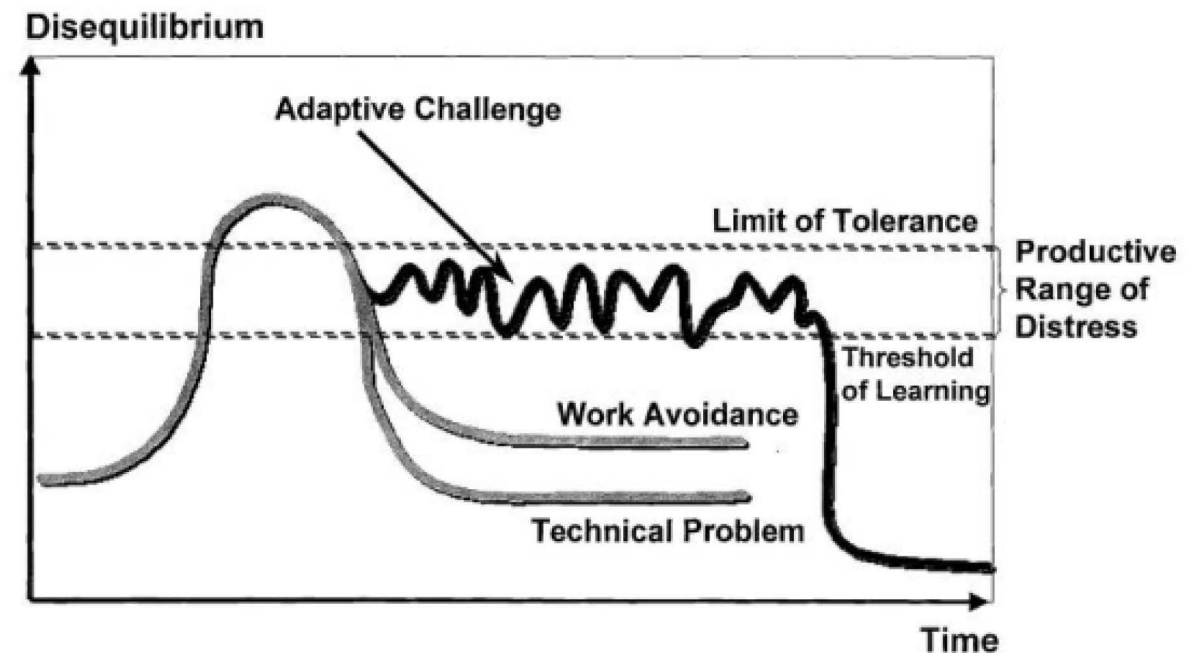 Disequilibrium
Adaptive Challenge
Limit of Tolerance
Productive
Range of
Distress
Threshold
of Learning
Work Avoidance
Technical Problem
Time